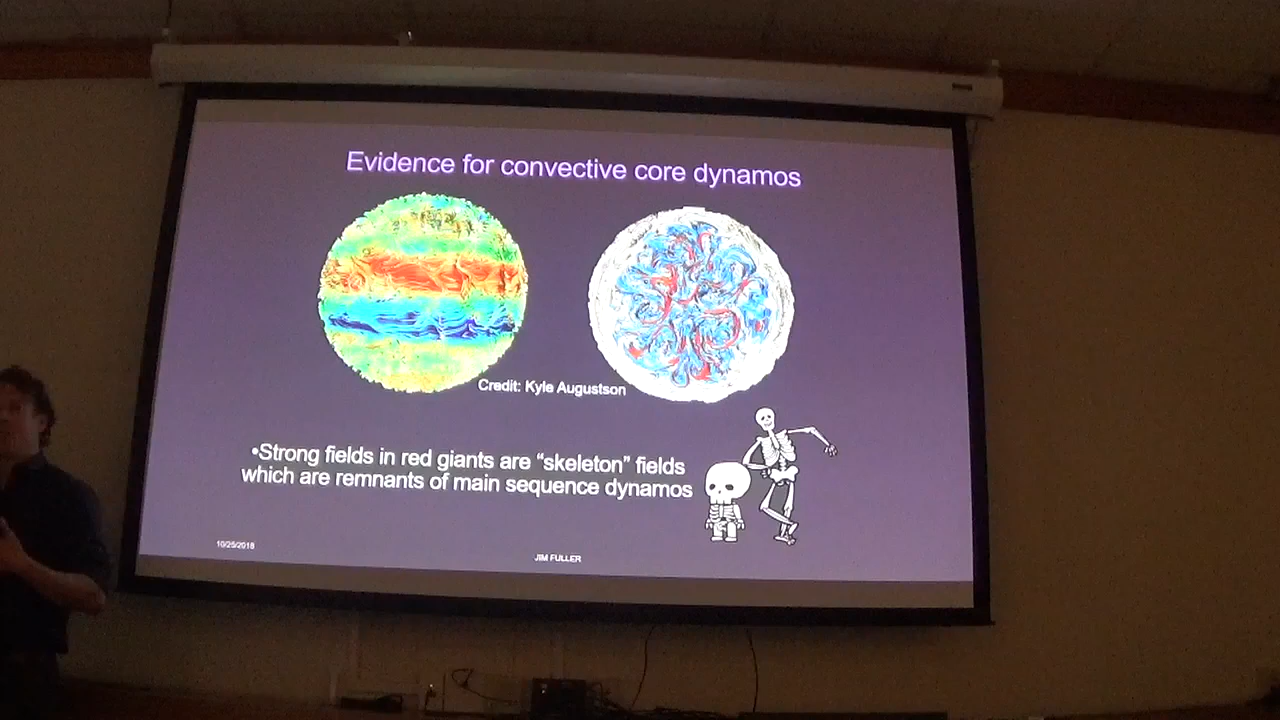 Evidence for convective core dynamos
Credit: Kyle Augustson
•Strong fields in red giants are “skeleton” fields
which are remnants of main sequence dynamos
10/25/2018
JIM FULLER